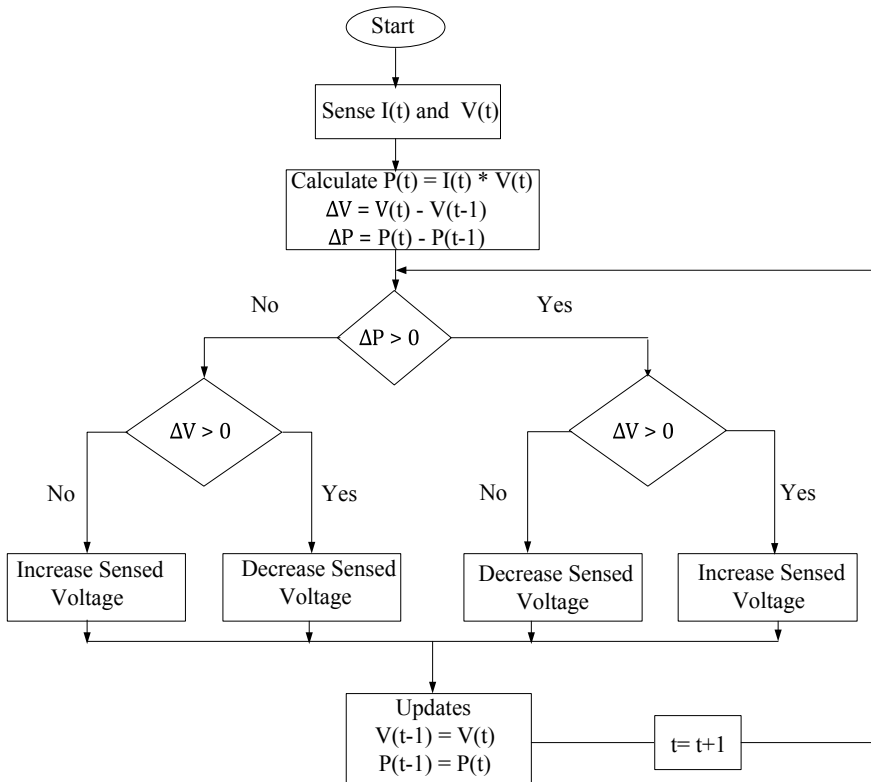 Start
Sense I(t) and V(t)
Calculate P(t) = I(t) * V(t)
ΔV = V(t) - V(t-1)
ΔP = P(t) - P(t-1)
No
Yes
ΔP > 0
ΔV > 0
ΔV > 0
No
Yes
No
Yes
Increase Sensed
Voltage
Decrease Sensed
Voltage
Decrease Sensed
Voltage
Increase Sensed
Voltage
Updates
V(t-1) = V(t)
P(t-1) = P(t)
t= t+1